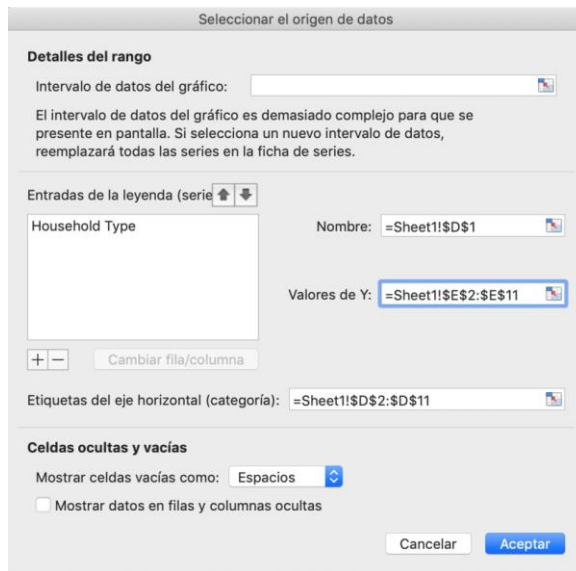 Seleccionar el origen de datos
Detalles del rango
Intervalo de datos del gráfico:
El intervalo de datos del gráfico es demasiado complejo para que se
presente en pantalla. Si selecciona un nuevo intervalo de datos,
reemplazará todas las series en la ficha de series.
Entradas de la leyenda (serie
Household Type
Nombre: =Sheet1!$D$1
Valores de Y: =Sheet1!$E$2:$E$11
+ − Cambiar fila/columna
Etiquetas del eje horizontal (categoría): =Sheet1!$D$2:$D$11
Celdas ocultas y vacías
Mostrar celdas vacías como: Espacios
Mostrar datos en filas y columnas ocultas
Cancelar Aceptar